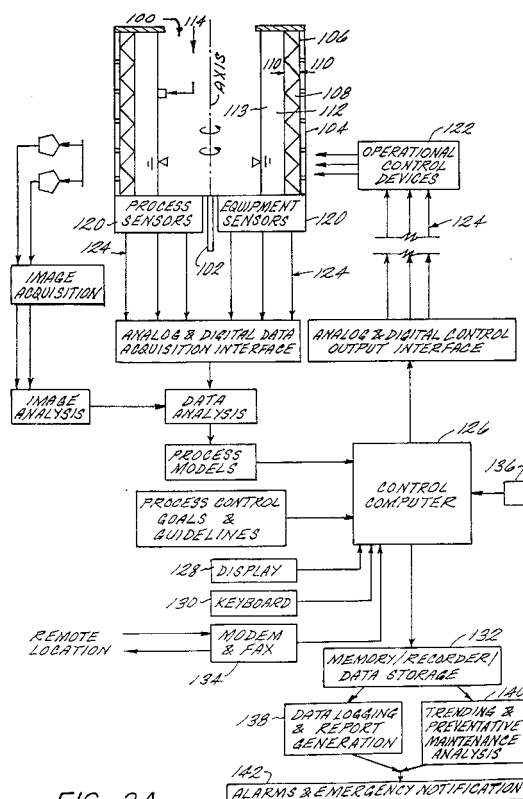 100
114
AXIS
106
110
110
108
113
112
104
122
OPERATIONAL
CONTROL
DEVICES
PROCESS
SENSORS
EQUIPMENT
SENSORS
120
120
124
102
124
124
IMAGE
ACQUISITION
ANALOG & DIGITAL DATA
ACQUISITION INTERFACE
ANALOG & DIGITAL CONTROL
OUTPUT INTERFACE
IMAGE
ANALYSIS
DATA
ANALYSIS
126
136
PROCESS
MODELS
CONTROL
COMPUTER
PROCESS CONTROL
GOALS &
GUIDELINES
128
DISPLAY
130
KEYBOARD
REMOTE
LOCATION
MODEM
& FAX
134
132
MEMORY/RECORDER/
DATA STORAGE
138
DATA LOGGING
& REPORT
GENERATION
140
TRENDING &
PREVENTATIVE
MAINTENANCE
ANALYSIS
142
ALARMS & EMERGENCY NOTIFICATION